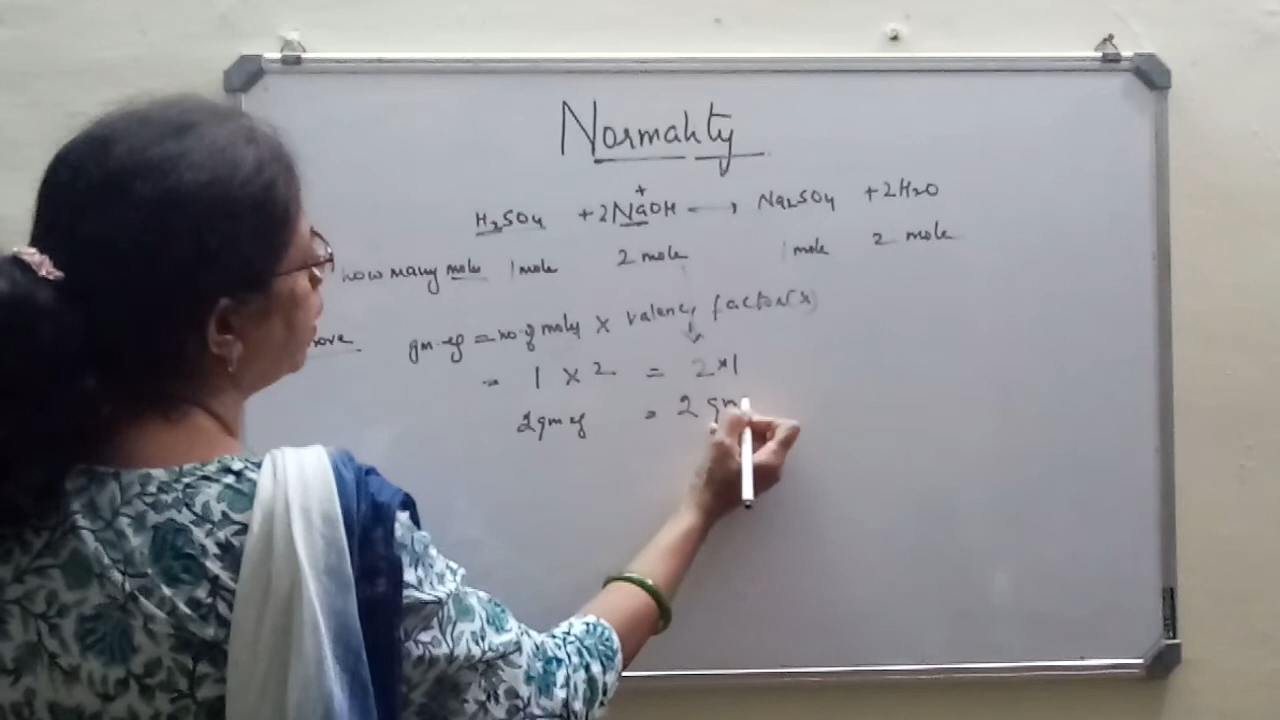 Normality
H₂SO₄ + 2NaOH → Na₂SO₄ + 2H₂O
+
how many mole 1 mole 2 mole 1 mole 2 mole
gm.eq = no of moles × valency factor(x)
= 1 × 2 = 2×1
2gm eq = 2 gm